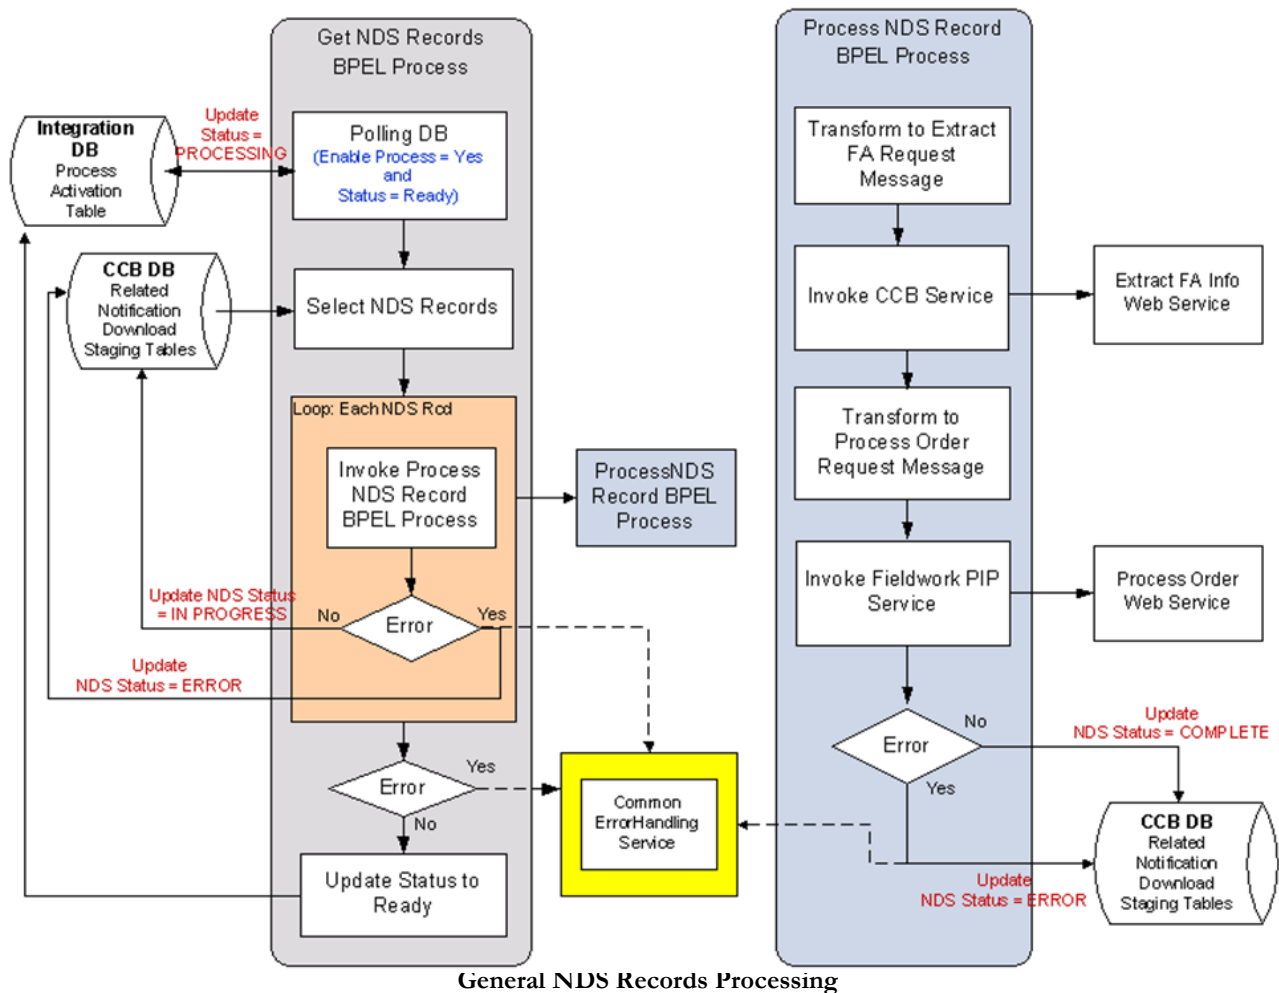 Get NDS Records
BPEL Process
Process NDS Record
BPEL Process
Integration
DB
Process
Activation
Table
Update
Status =
PROCESSING
Polling DB
(Enable Process = Yes
and
Status = Ready)
CCB DB
Related
Notification
Download
Staging Tables
Select NDS Records
Loop: Each NDS Rcd
Invoke Process
NDS Record
BPEL Process
ProcessNDS
Record BPEL
Process
Update NDS Status
= IN PROGRESS
No
Error
Yes
Update
NDS Status = ERROR
Error
Yes
No
Update Status to
Ready
Common
ErrorHandling
Service
Transform to Extract
FA Request
Message
Invoke CCB Service
Extract FA Info
Web Service
Transform to
Process Order
Request Message
Invoke Fieldwork PIP
Service
Process Order
Web Service
Error
No
Yes
Update
NDS Status = COMPLETE
Update
NDS Status = ERROR
CCB DB
Related
Notification
Download
Staging Tables
General NDS Records Processing